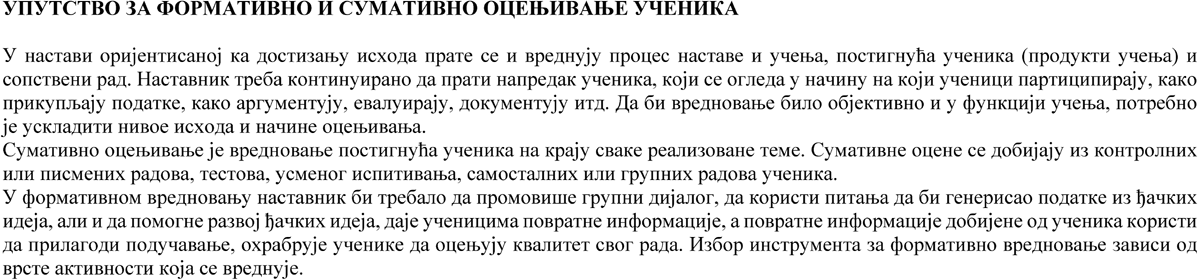 УПУТСТВО ЗА ФОРМАТИВНО И СУМАТИВНО ОЦЕЊИВАЊЕ УЧЕНИКА
У настави оријентисаној ка достизању исхода прате се и вреднују процес наставе и учења, постигнућа ученика (продукти учења) и
сопствени рад. Наставник треба континуирано да прати напредак ученика, који се огледа у начину на који ученици партиципирају, како
прикупљају податке, како аргументују, евалуирају, документују итд. Да би вредновање било објективно и у функцији учења, потребно
је ускладити нивое исхода и начине оцењивања.
Сумативно оцењивање је вредновање постигнућа ученика на крају сваке реализоване теме. Сумативне оцене се добијају из контролних
или писмених радова, тестова, усменог испитивања, самосталних или групних радова ученика.
У формативном вредновању наставник би требало да промовише групни дијалог, да користи питања да би генерисао податке из ђачких
идеја, али и да помогне развој ђачких идеја, даје ученицима повратне информације, а повратне информације добијене од ученика користи
да прилагоди подучавање, охрабрује ученике да оцењују квалитет свог рада. Избор инструмента за формативно вредновање зависи од
врсте активности која се вреднује.